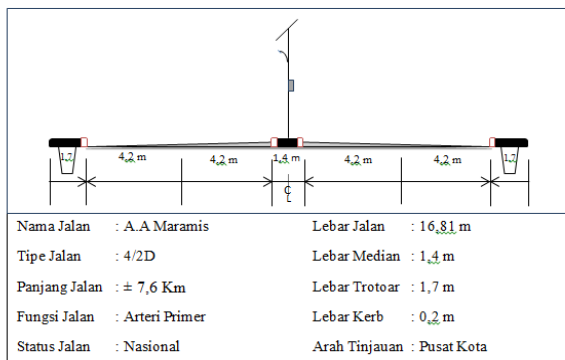 1,7 4,2 m 4,2 m 1,4 m 4,2 m 4,2 m 1,7
CL
Nama Jalan : A.A Maramis Lebar Jalan : 16,81 m
Tipe Jalan : 4/2D Lebar Median : 1,4 m
Panjang Jalan : ± 7,6 Km Lebar Trotoar : 1,7 m
Fungsi Jalan : Arteri Primer Lebar Kerb : 0,2 m
Status Jalan : Nasional Arah Tinjauan : Pusat Kota